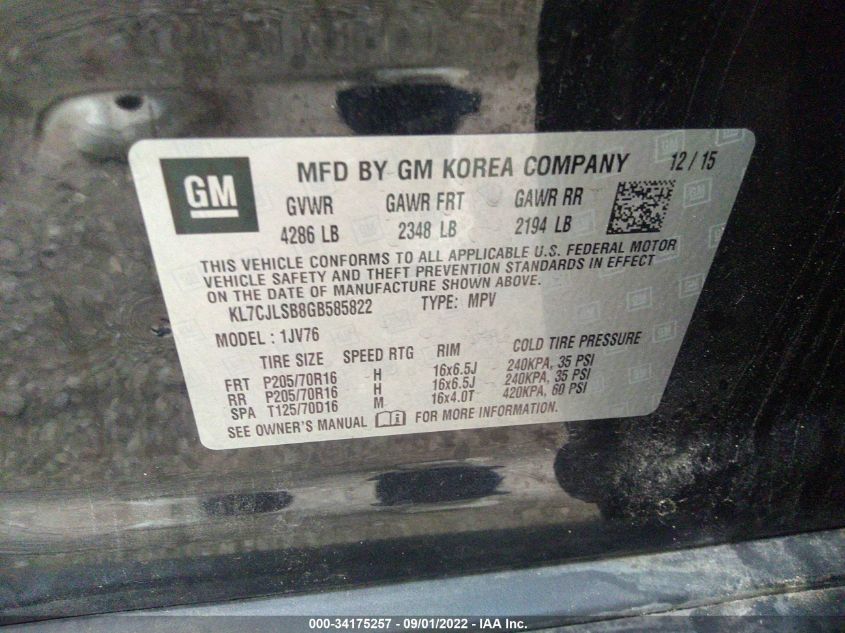 GM
MFD BY GM KOREA COMPANY 12/15
GVWR GAWR FRT GAWR RR
4286 LB 2348 LB 2194 LB
THIS VEHICLE CONFORMS TO ALL APPLICABLE U.S. FEDERAL MOTOR
VEHICLE SAFETY AND THEFT PREVENTION STANDARDS IN EFFECT
ON THE DATE OF MANUFACTURE SHOWN ABOVE.
KL7CJLSB8GB585822 TYPE: MPV
MODEL: 1JV76
TIRE SIZE SPEED RTG RIM COLD TIRE PRESSURE
FRT P205/70R16 H 16x6.5J 240KPA, 35 PSI
RR P205/70R16 H 16x6.5J 240KPA, 35 PSI
SPA T125/70D16 M 16x4.0T 420KPA, 60 PSI
SEE OWNER'S MANUAL FOR MORE INFORMATION.
000-34175257 - 09/01/2022 - IAA Inc.